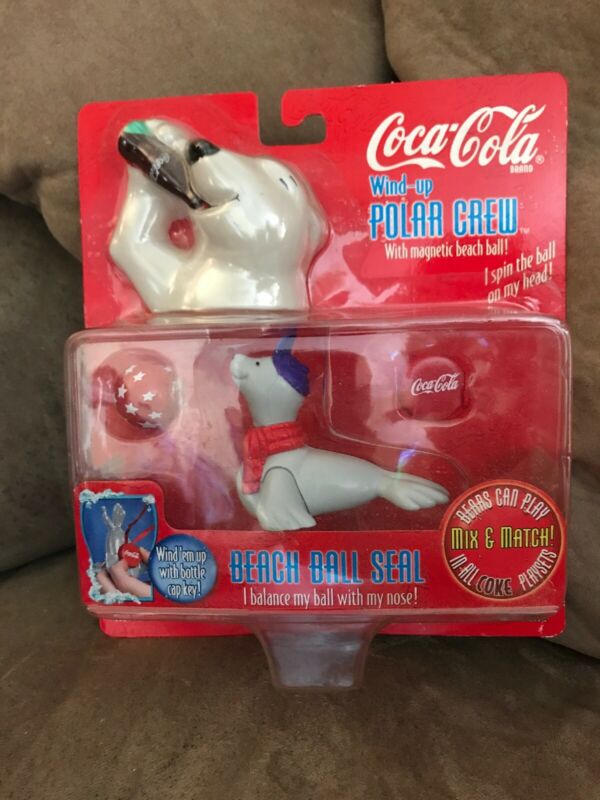 Coca-Cola®
BRAND
Wind-up
POLAR CREW™
With magnetic beach ball!
I spin the ball
on my head!
Coca-Cola
BEARS CAN PLAY
MIX & MATCH!
IN ALL COKE PLAYSETS
Wind 'em up
with bottle
cap key!
BEACH BALL SEAL
I balance my ball with my nose!